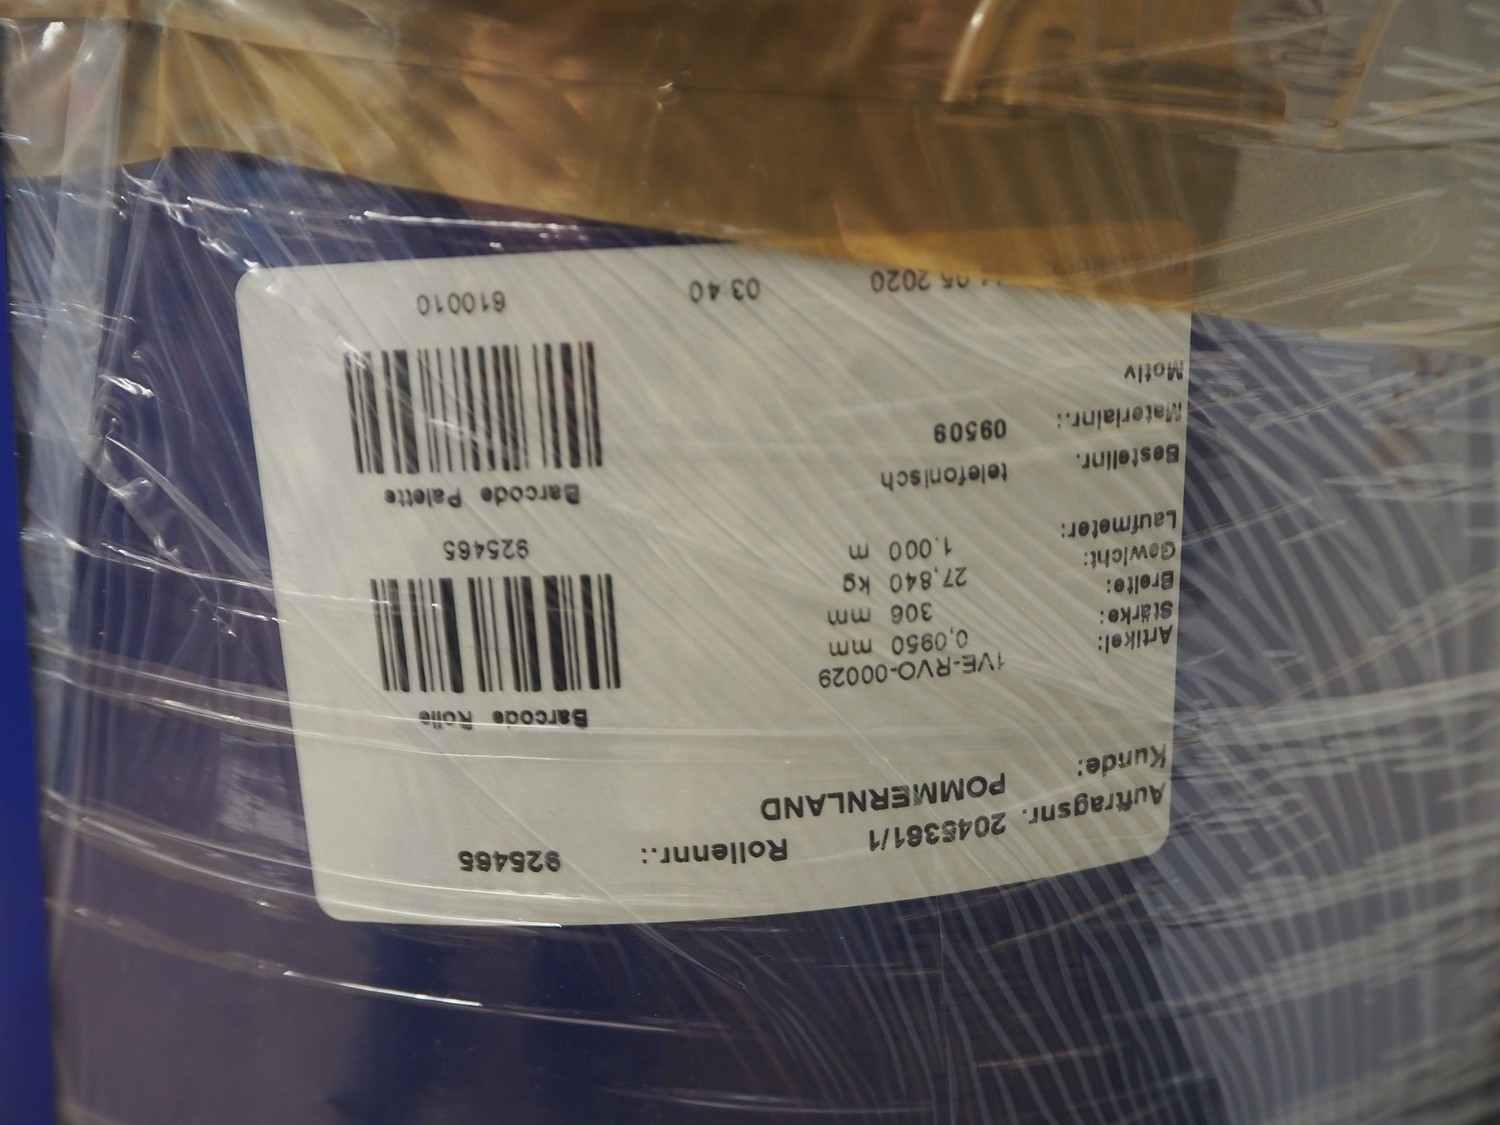 Auftragsnr. 2045361/1 Rollennr.: 925465
Kunde: POMMERNLAND
Barcode Rolle
Artikel: 1VE-RVO-00029
Stärke: 0,0950 mm
Breite: 306 mm
Gewicht: 27,840 kg
Laufmeter: 1.000 m
925465
Barcode Palette
Bestellnr. telefonisch
Materialnr.: 09509
Motiv
610010
05 2020 03:40